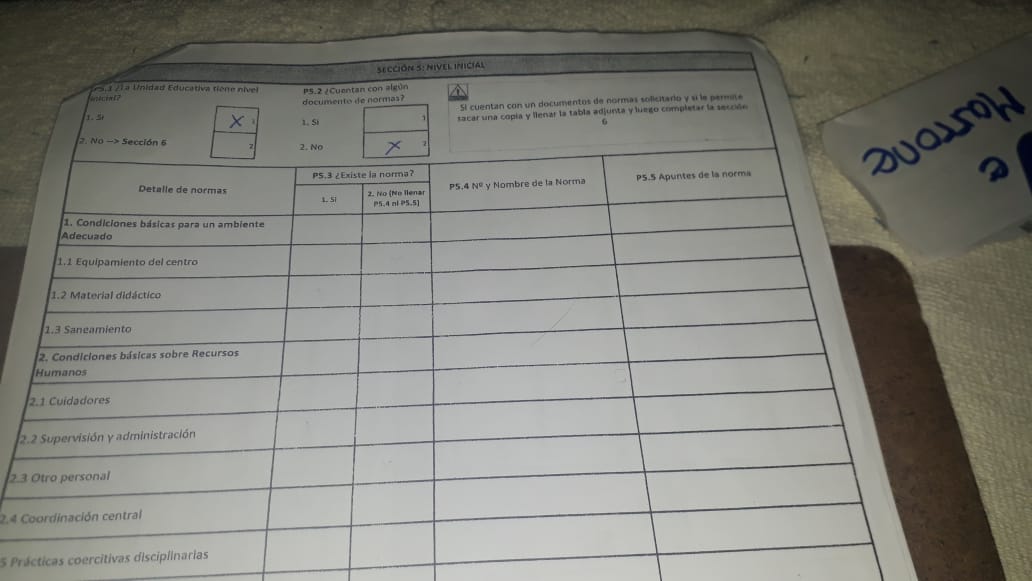 SECCIÓN 5: NIVEL INICIAL
P5.1 ¿La Unidad Educativa tiene nivel inicial?
1. Si
X 1
2. No --> Sección 6
2
P5.2 ¿Cuentan con algún documento de normas?
1. Si
1
2. No
X 2
Si cuentan con un documentos de normas solicitarlo y si le permite
sacar una copia y llenar la tabla adjunta y luego completar la sección
6
Detalle de normas
P5.3 ¿Existe la norma?
1. Si
2. No (No llenar
P5.4 ni P5.5)
P5.4 Nº y Nombre de la Norma
P5.5 Apuntes de la norma
1. Condiciones básicas para un ambiente
Adecuado
1.1 Equipamiento del centro
1.2 Material didáctico
1.3 Saneamiento
2. Condiciones básicas sobre Recursos
Humanos
2.1 Cuidadores
2.2 Supervisión y administración
2.3 Otro personal
2.4 Coordinación central
5 Prácticas coercitivas disciplinarias